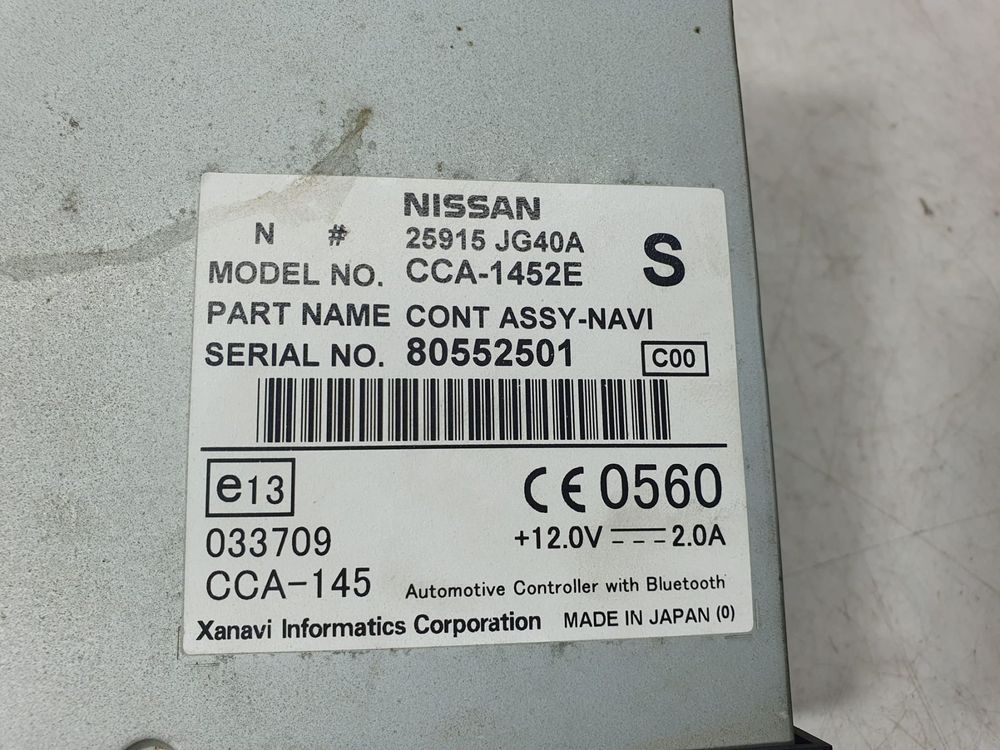 NISSAN
N # 25915 JG40A S
MODEL NO. CCA-1452E
PART NAME CONT ASSY-NAVI
SERIAL NO. 80552501 C00
e13 CE 0560
033709 +12.0V 2.0A
CCA-145 Automotive Controller with Bluetooth
Xanavi Informatics Corporation MADE IN JAPAN (0)